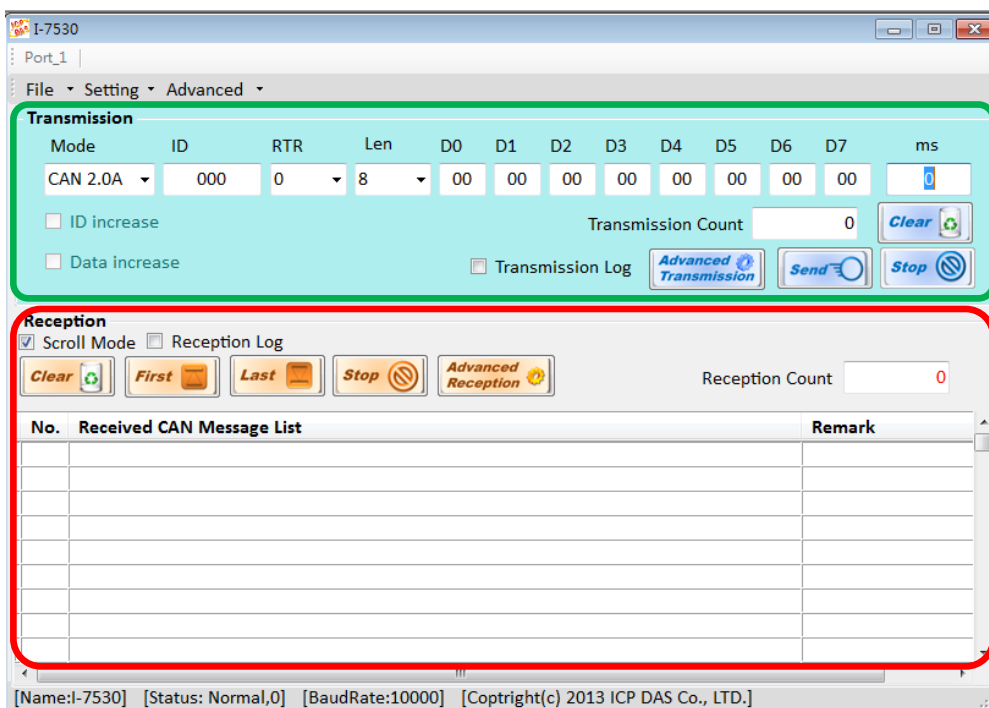 ICP DAS I-7530
Port_1
File Setting Advanced
Transmission
Mode ID RTR Len D0 D1 D2 D3 D4 D5 D6 D7 ms
CAN 2.0A 000 0 8 00 00 00 00 00 00 00 00 0
ID increase Transmission Count 0 Clear
Data increase Transmission Log Advanced Transmission Send Stop
Reception
Scroll Mode Reception Log
Clear First Last Stop Advanced Reception Reception Count 0
No. Received CAN Message List Remark
[Name:I-7530] [Status: Normal,0] [BaudRate:10000] [Coptright(c) 2013 ICP DAS Co., LTD.]